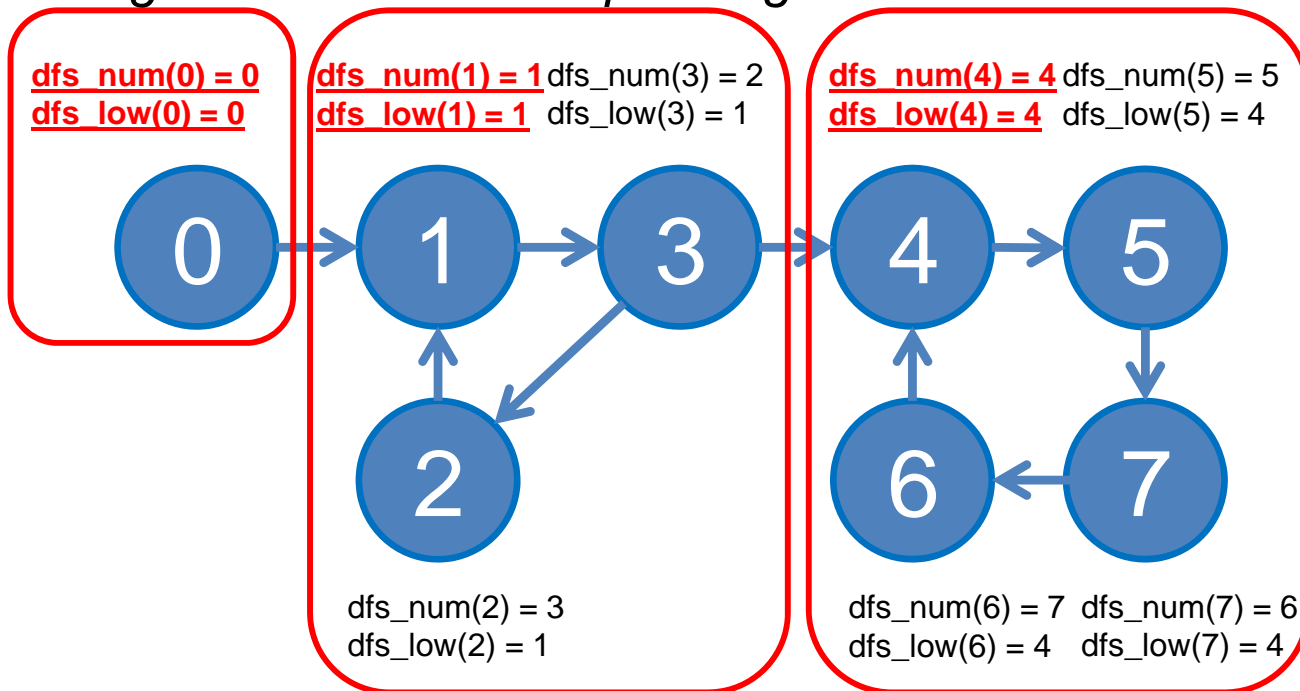 dfs_num(0) = 0
dfs_low(0) = 0
dfs_num(1) = 1 dfs_num(3) = 2
dfs_low(1) = 1 dfs_low(3) = 1
dfs_num(4) = 4 dfs_num(5) = 5
dfs_low(4) = 4 dfs_low(5) = 4
0 1 3 4 5
2 6 7
dfs_num(2) = 3
dfs_low(2) = 1
dfs_num(6) = 7 dfs_num(7) = 6
dfs_low(6) = 4 dfs_low(7) = 4